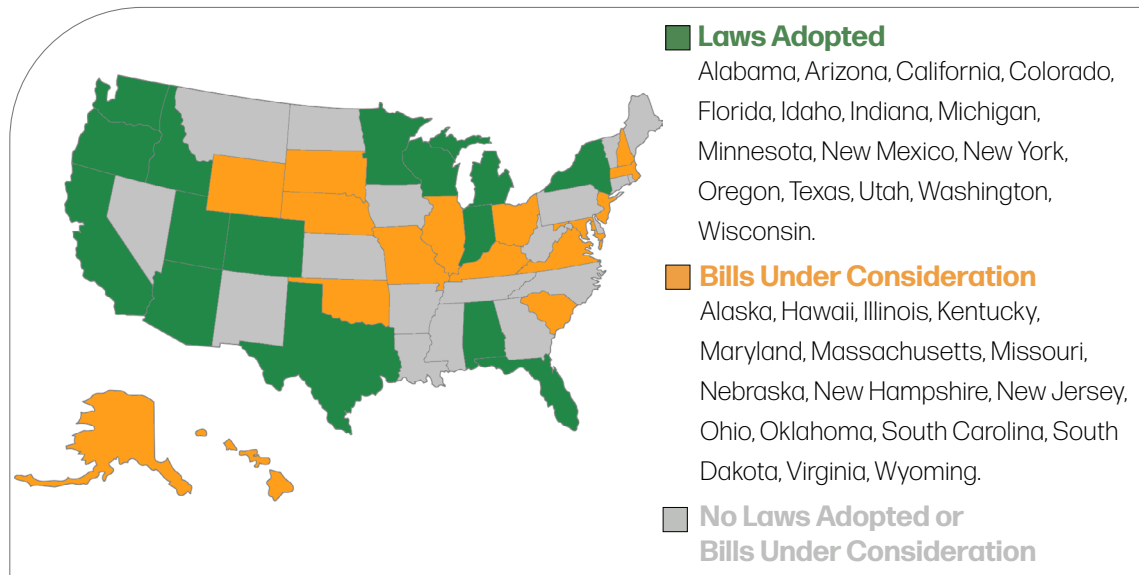 Laws Adopted
Alabama, Arizona, California, Colorado,
Florida, Idaho, Indiana, Michigan,
Minnesota, New Mexico, New York,
Oregon, Texas, Utah, Washington,
Wisconsin.
Bills Under Consideration
Alaska, Hawaii, Illinois, Kentucky,
Maryland, Massachusetts, Missouri,
Nebraska, New Hampshire, New Jersey,
Ohio, Oklahoma, South Carolina, South
Dakota, Virginia, Wyoming.
No Laws Adopted or
Bills Under Consideration